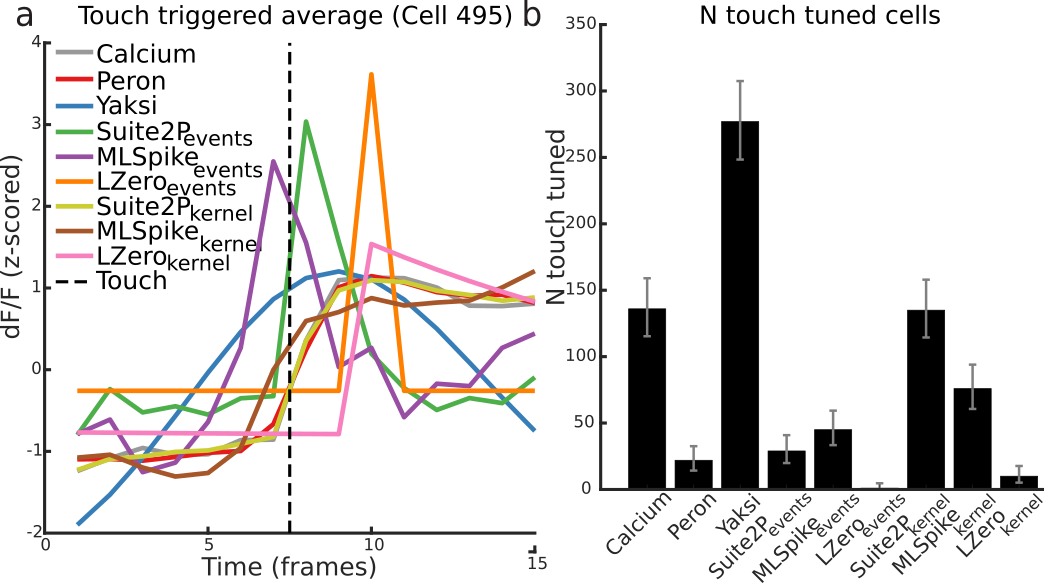 a
Touch triggered average (Cell 495)
4
3
2
1
0
-1
-2
dF/F (z-scored)
Calcium
Peron
Yaksi
Suite2Pevents
MLSpikeevents
LZeroevents
Suite2Pkernel
MLSpikekernel
LZerokernel
Touch
0
5
10
15
Time (frames)
b
N touch tuned cells
350
300
250
200
150
100
50
0
N touch tuned
Calcium
Peron
Yaksi
Suite2Pevents
MLSpikeevents
LZeroevents
Suite2Pkernel
MLSpikekernel
LZerokernel